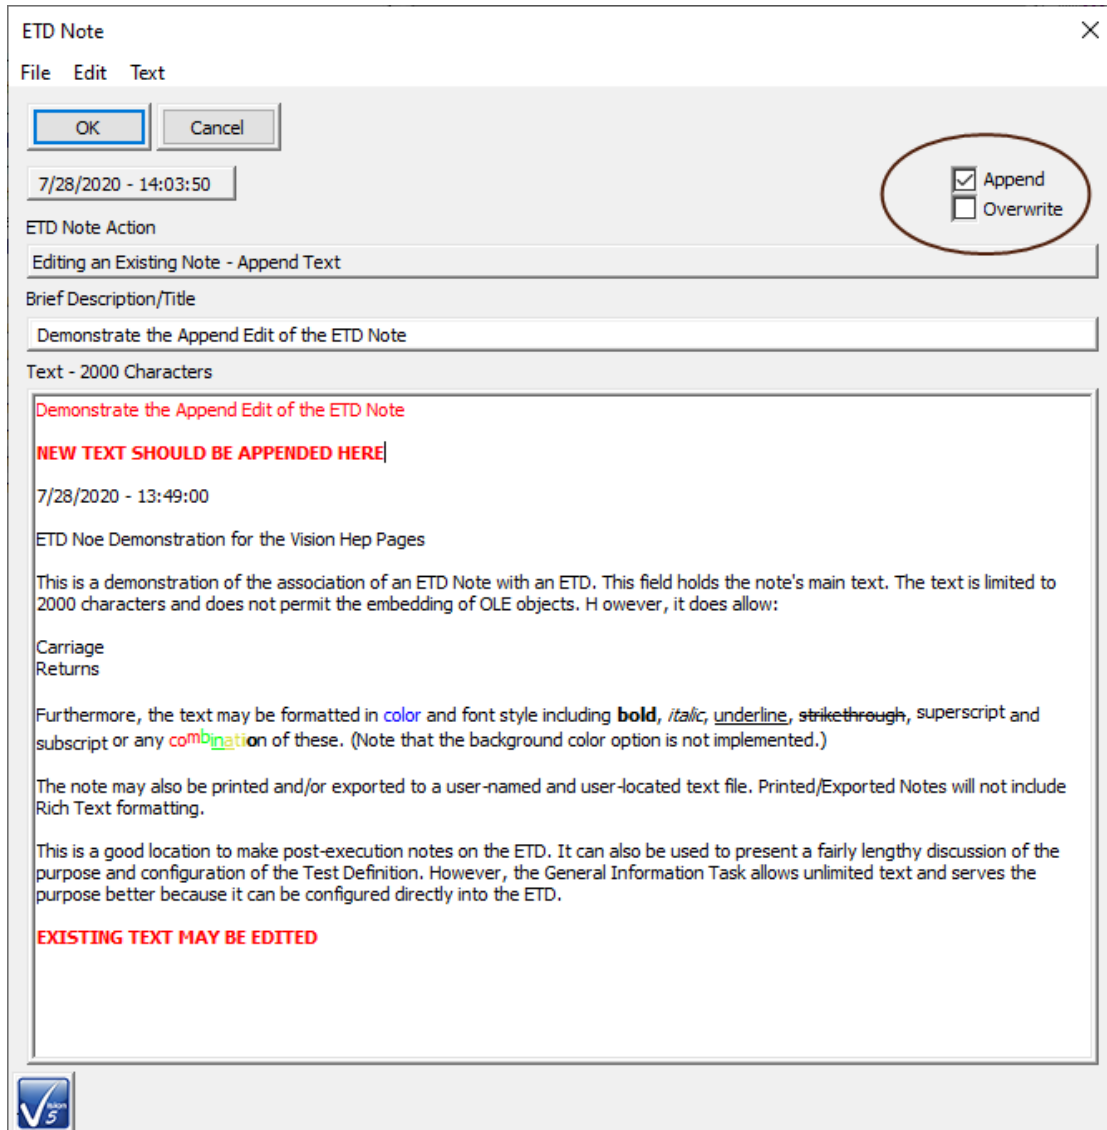 ETD Note
File Edit Text
OK Cancel
7/28/2020 - 14:03:50
Append
Overwrite
ETD Note Action
Editing an Existing Note - Append Text
Brief Description/Title
Demonstrate the Append Edit of the ETD Note
Text - 2000 Characters
Demonstrate the Append Edit of the ETD Note
NEW TEXT SHOULD BE APPENDED HERE
7/28/2020 - 13:49:00
ETD Noe Demonstration for the Vision Hep Pages
This is a demonstration of the association of an ETD Note with an ETD. This field holds the note's main text. The text is limited to
2000 characters and does not permit the embedding of OLE objects. H owever, it does allow:
Carriage
Returns
Furthermore, the text may be formatted in color and font style including bold, italic, underline, strikethrough, superscript and
subscript or any combination of these. (Note that the background color option is not implemented.)
The note may also be printed and/or exported to a user-named and user-located text file. Printed/Exported Notes will not include
Rich Text formatting.
This is a good location to make post-execution notes on the ETD. It can also be used to present a fairly lengthy discussion of the
purpose and configuration of the Test Definition. However, the General Information Task allows unlimited text and serves the
purpose better because it can be configured directly into the ETD.
EXISTING TEXT MAY BE EDITED
Vision
5